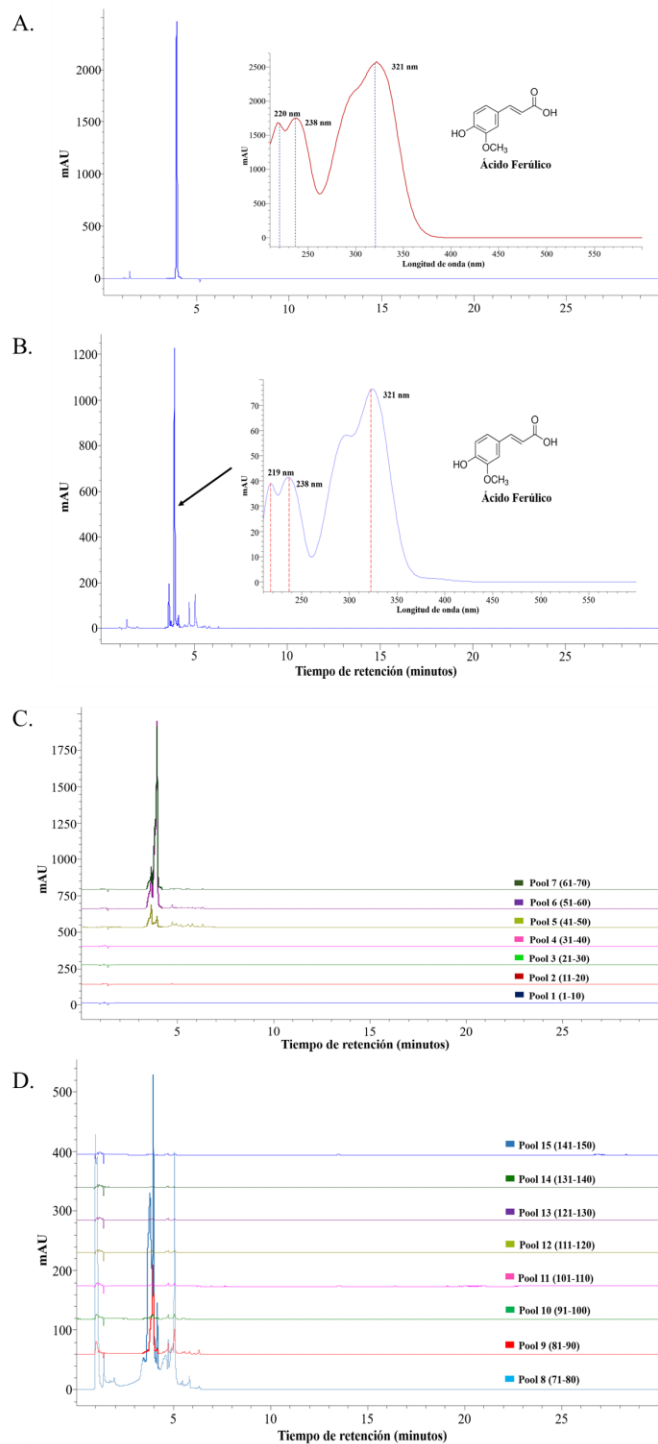 A.
mAU
2500
2000
1500
1000
500
0
5
10
15
20
25
mAU
2500
2000
1500
1000
500
0
220 nm
238 nm
321 nm
250
300
350
400
450
500
550
Longitud de onda (nm)
O
OH
HO
OCH3
Ácido Ferúlico
B.
mAU
1200
1000
800
600
400
200
0
5
10
15
20
25
Tiempo de retención (minutos)
mAU
70
60
50
40
30
20
10
0
219 nm
238 nm
321 nm
250
300
350
400
450
500
550
Longitud de onda (nm)
O
OH
HO
OCH3
Ácido Ferúlico
C.
mAU
1750
1500
1250
1000
750
500
250
0
Pool 7 (61-70)
Pool 6 (51-60)
Pool 5 (41-50)
Pool 4 (31-40)
Pool 3 (21-30)
Pool 2 (11-20)
Pool 1 (1-10)
5
10
15
20
25
Tiempo de retención (minutos)
D.
mAU
500
400
300
200
100
0
Pool 15 (141-150)
Pool 14 (131-140)
Pool 13 (121-130)
Pool 12 (111-120)
Pool 11 (101-110)
Pool 10 (91-100)
Pool 9 (81-90)
Pool 8 (71-80)
5
10
15
20
25
Tiempo de retención (minutos)